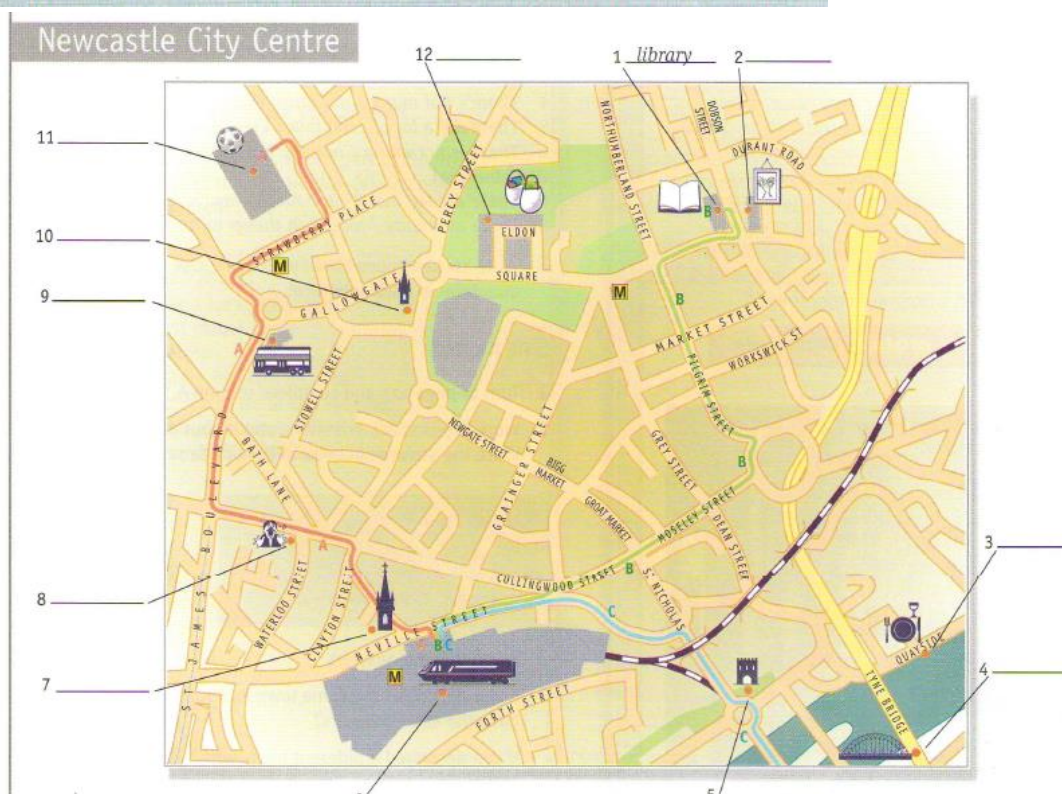 Newcastle City Centre
12
1 library
2
11
10
9
8
7
3
4
5
DOBSON STREET
NORTHUMBERLAND STREET
DURANT ROAD
PERCY STREET
STRAWBERRY PLACE
ELDON
SQUARE
GALLOWGATE
M
M
M
MARKET STREET
WORKSWICK ST
PILGRIM STREET
STOWELL STREET
BATH LANE
NEWGATE STREET
BIGG MARKET
GROAT MARKET
GRAINGER STREET
GREY STREET
DEAN STREET
MOSELEY STREET
CULLINGWOOD STREET
ST NICHOLAS
ST JAMES BOULEVARD
WATERLOO STREET
CLAYTON STREET
NEVILLE STREET
FORTH STREET
QUAYSIDE
TYNE BRIDGE
A
A
A
B
B
B
B
B
C
C
C